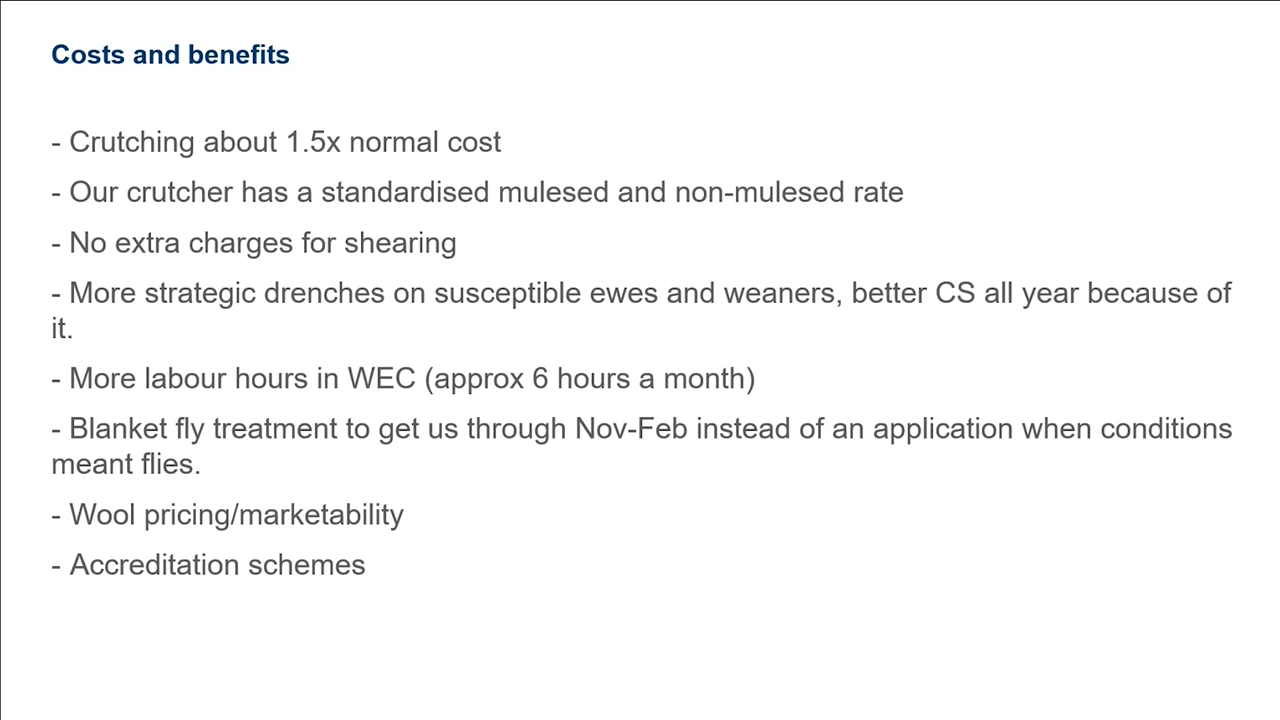 Costs and benefits
- Crutching about 1.5x normal cost
- Our crutcher has a standardised mulesed and non-mulesed rate
- No extra charges for shearing
- More strategic drenches on susceptible ewes and weaners, better CS all year because of
it.
- More labour hours in WEC (approx 6 hours a month)
- Blanket fly treatment to get us through Nov-Feb instead of an application when conditions
meant flies.
- Wool pricing/marketability
- Accreditation schemes